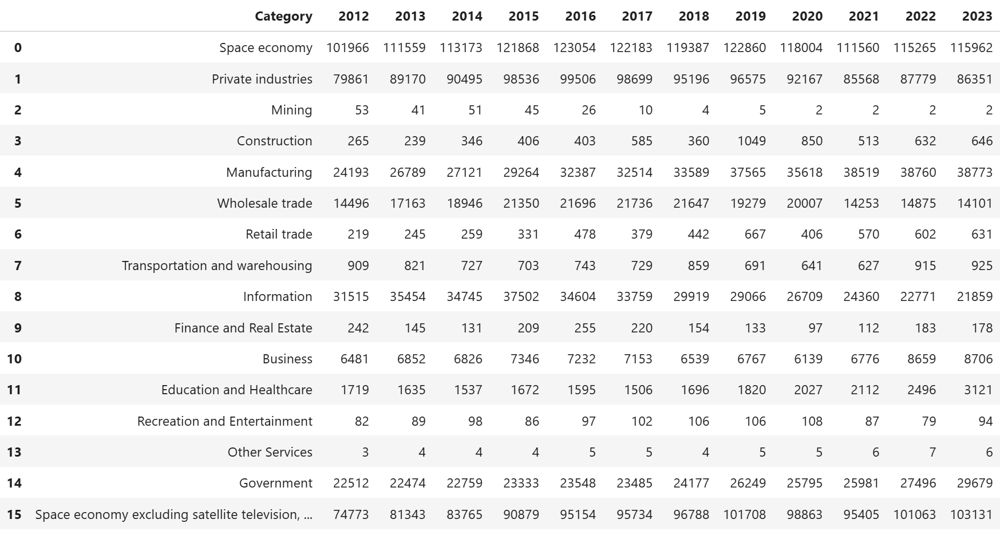 Category 2012 2013 2014 2015 2016 2017 2018 2019 2020 2021 2022 2023
0 Space economy 101966 111559 113173 121868 123054 122183 119387 122860 118004 111560 115265 115962
1 Private industries 79861 89170 90495 98536 99506 98699 95196 96575 92167 85568 87779 86351
2 Mining 53 41 51 45 26 10 4 5 2 2 2 2
3 Construction 265 239 346 406 403 585 360 1049 850 513 632 646
4 Manufacturing 24193 26789 27121 29264 32387 32514 33589 37565 35618 38519 38760 38773
5 Wholesale trade 14496 17163 18946 21350 21696 21736 21647 19279 20007 14253 14875 14101
6 Retail trade 219 245 259 331 478 379 442 667 406 570 602 631
7 Transportation and warehousing 909 821 727 703 743 729 859 691 641 627 915 925
8 Information 31515 35454 34745 37502 34604 33759 29919 29066 26709 24360 22771 21859
9 Finance and Real Estate 242 145 131 209 255 220 154 133 97 112 183 178
10 Business 6481 6852 6826 7346 7232 7153 6539 6767 6139 6776 8659 8706
11 Education and Healthcare 1719 1635 1537 1672 1595 1506 1696 1820 2027 2112 2496 3121
12 Recreation and Entertainment 82 89 98 86 97 102 106 106 108 87 79 94
13 Other Services 3 4 4 4 5 5 4 5 5 6 7 6
14 Government 22512 22474 22759 23333 23548 23485 24177 26249 25795 25981 27496 29679
15 Space economy excluding satellite television, ... 74773 81343 83765 90879 95154 95734 96788 101708 98863 95405 101063 103131